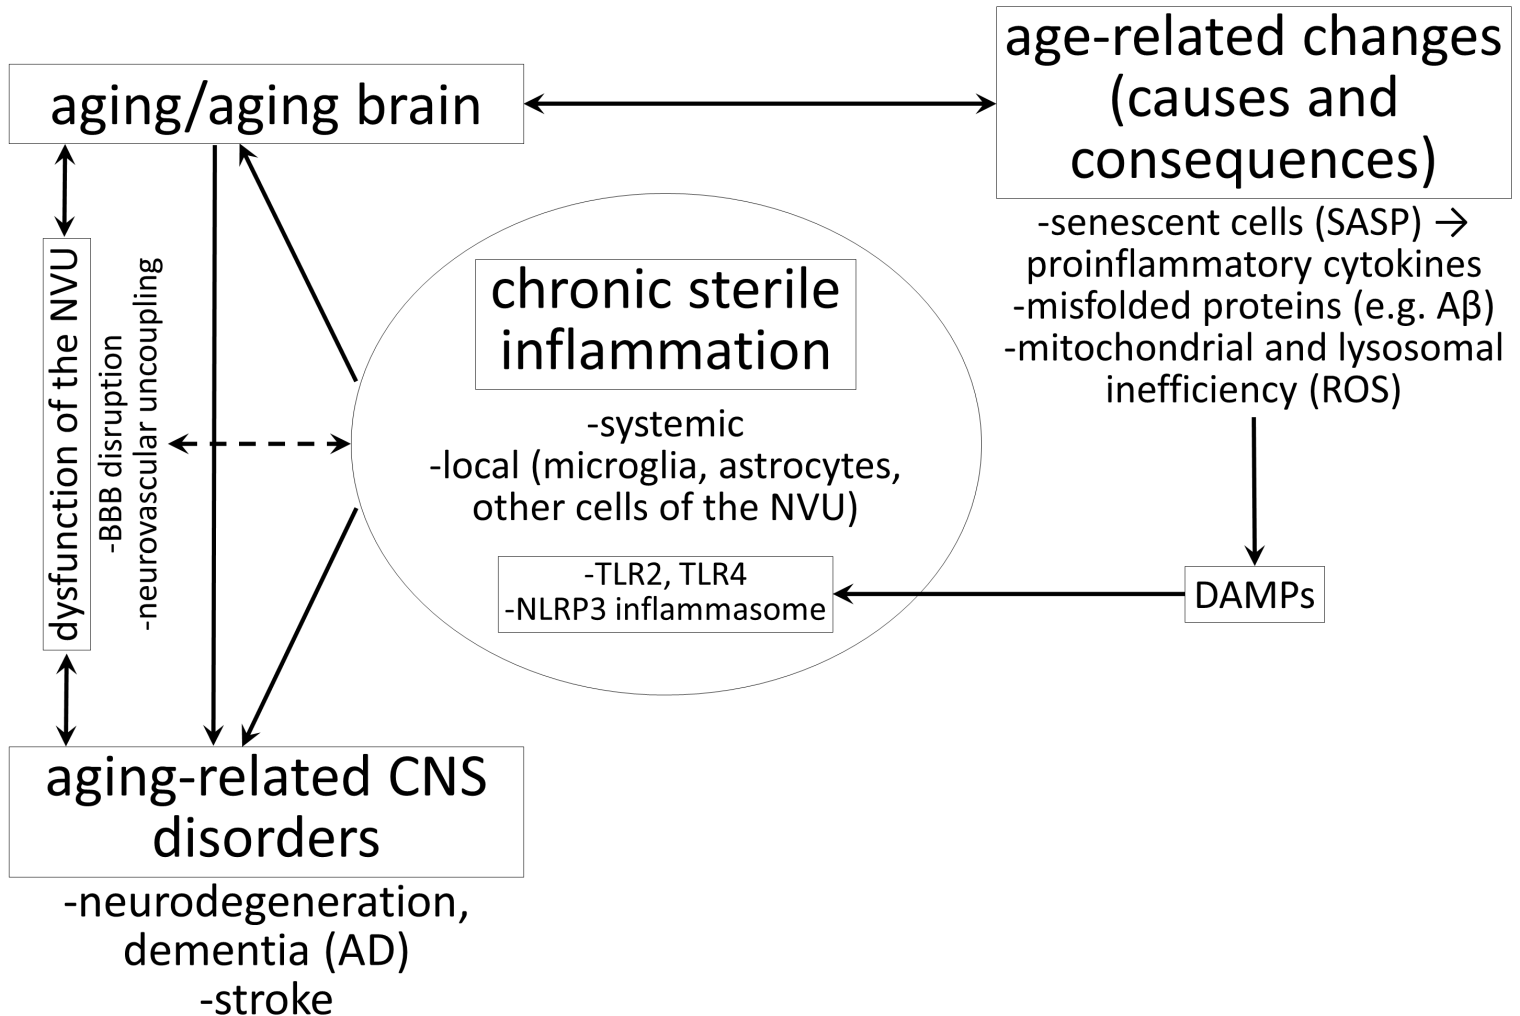 aging/aging brain
age-related changes
(causes and
consequences)
-senescent cells (SASP) →
proinflammatory cytokines
-misfolded proteins (e.g. Aβ)
-mitochondrial and lysosomal
inefficiency (ROS)
dysfunction of the NVU
-BBB disruption
-neurovascular uncoupling
chronic sterile
inflammation
-systemic
-local (microglia, astrocytes,
other cells of the NVU)
-TLR2, TLR4
-NLRP3 inflammasome
DAMPs
aging-related CNS
disorders
-neurodegeneration,
dementia (AD)
-stroke